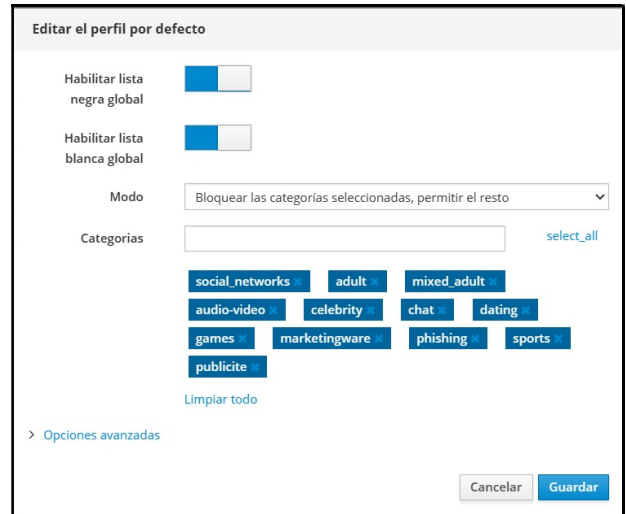 Editar el perfil por defecto
Habilitar lista
negra global
Habilitar lista
blanca global
Modo
Bloquear las categorías seleccionadas, permitir el resto
Categorias
select_all
social_networks × adult × mixed_adult ×
audio-video × celebrity × chat × dating ×
games × marketingware × phishing × sports ×
publicite ×
Limpiar todo
> Opciones avanzadas
Cancelar Guardar